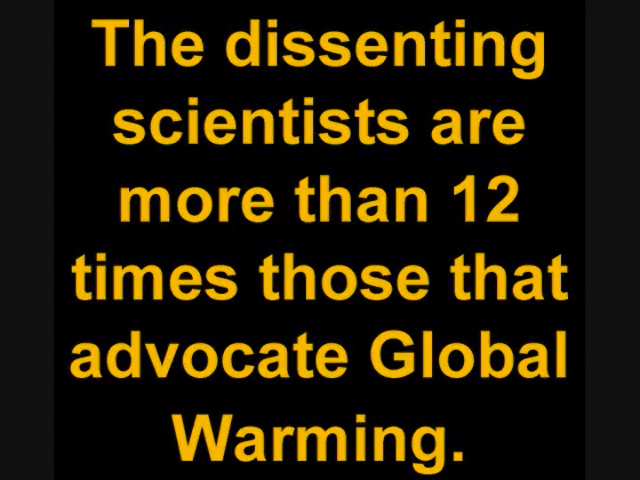 The dissenting
scientists are
more than 12
times those that
advocate Global
Warming.